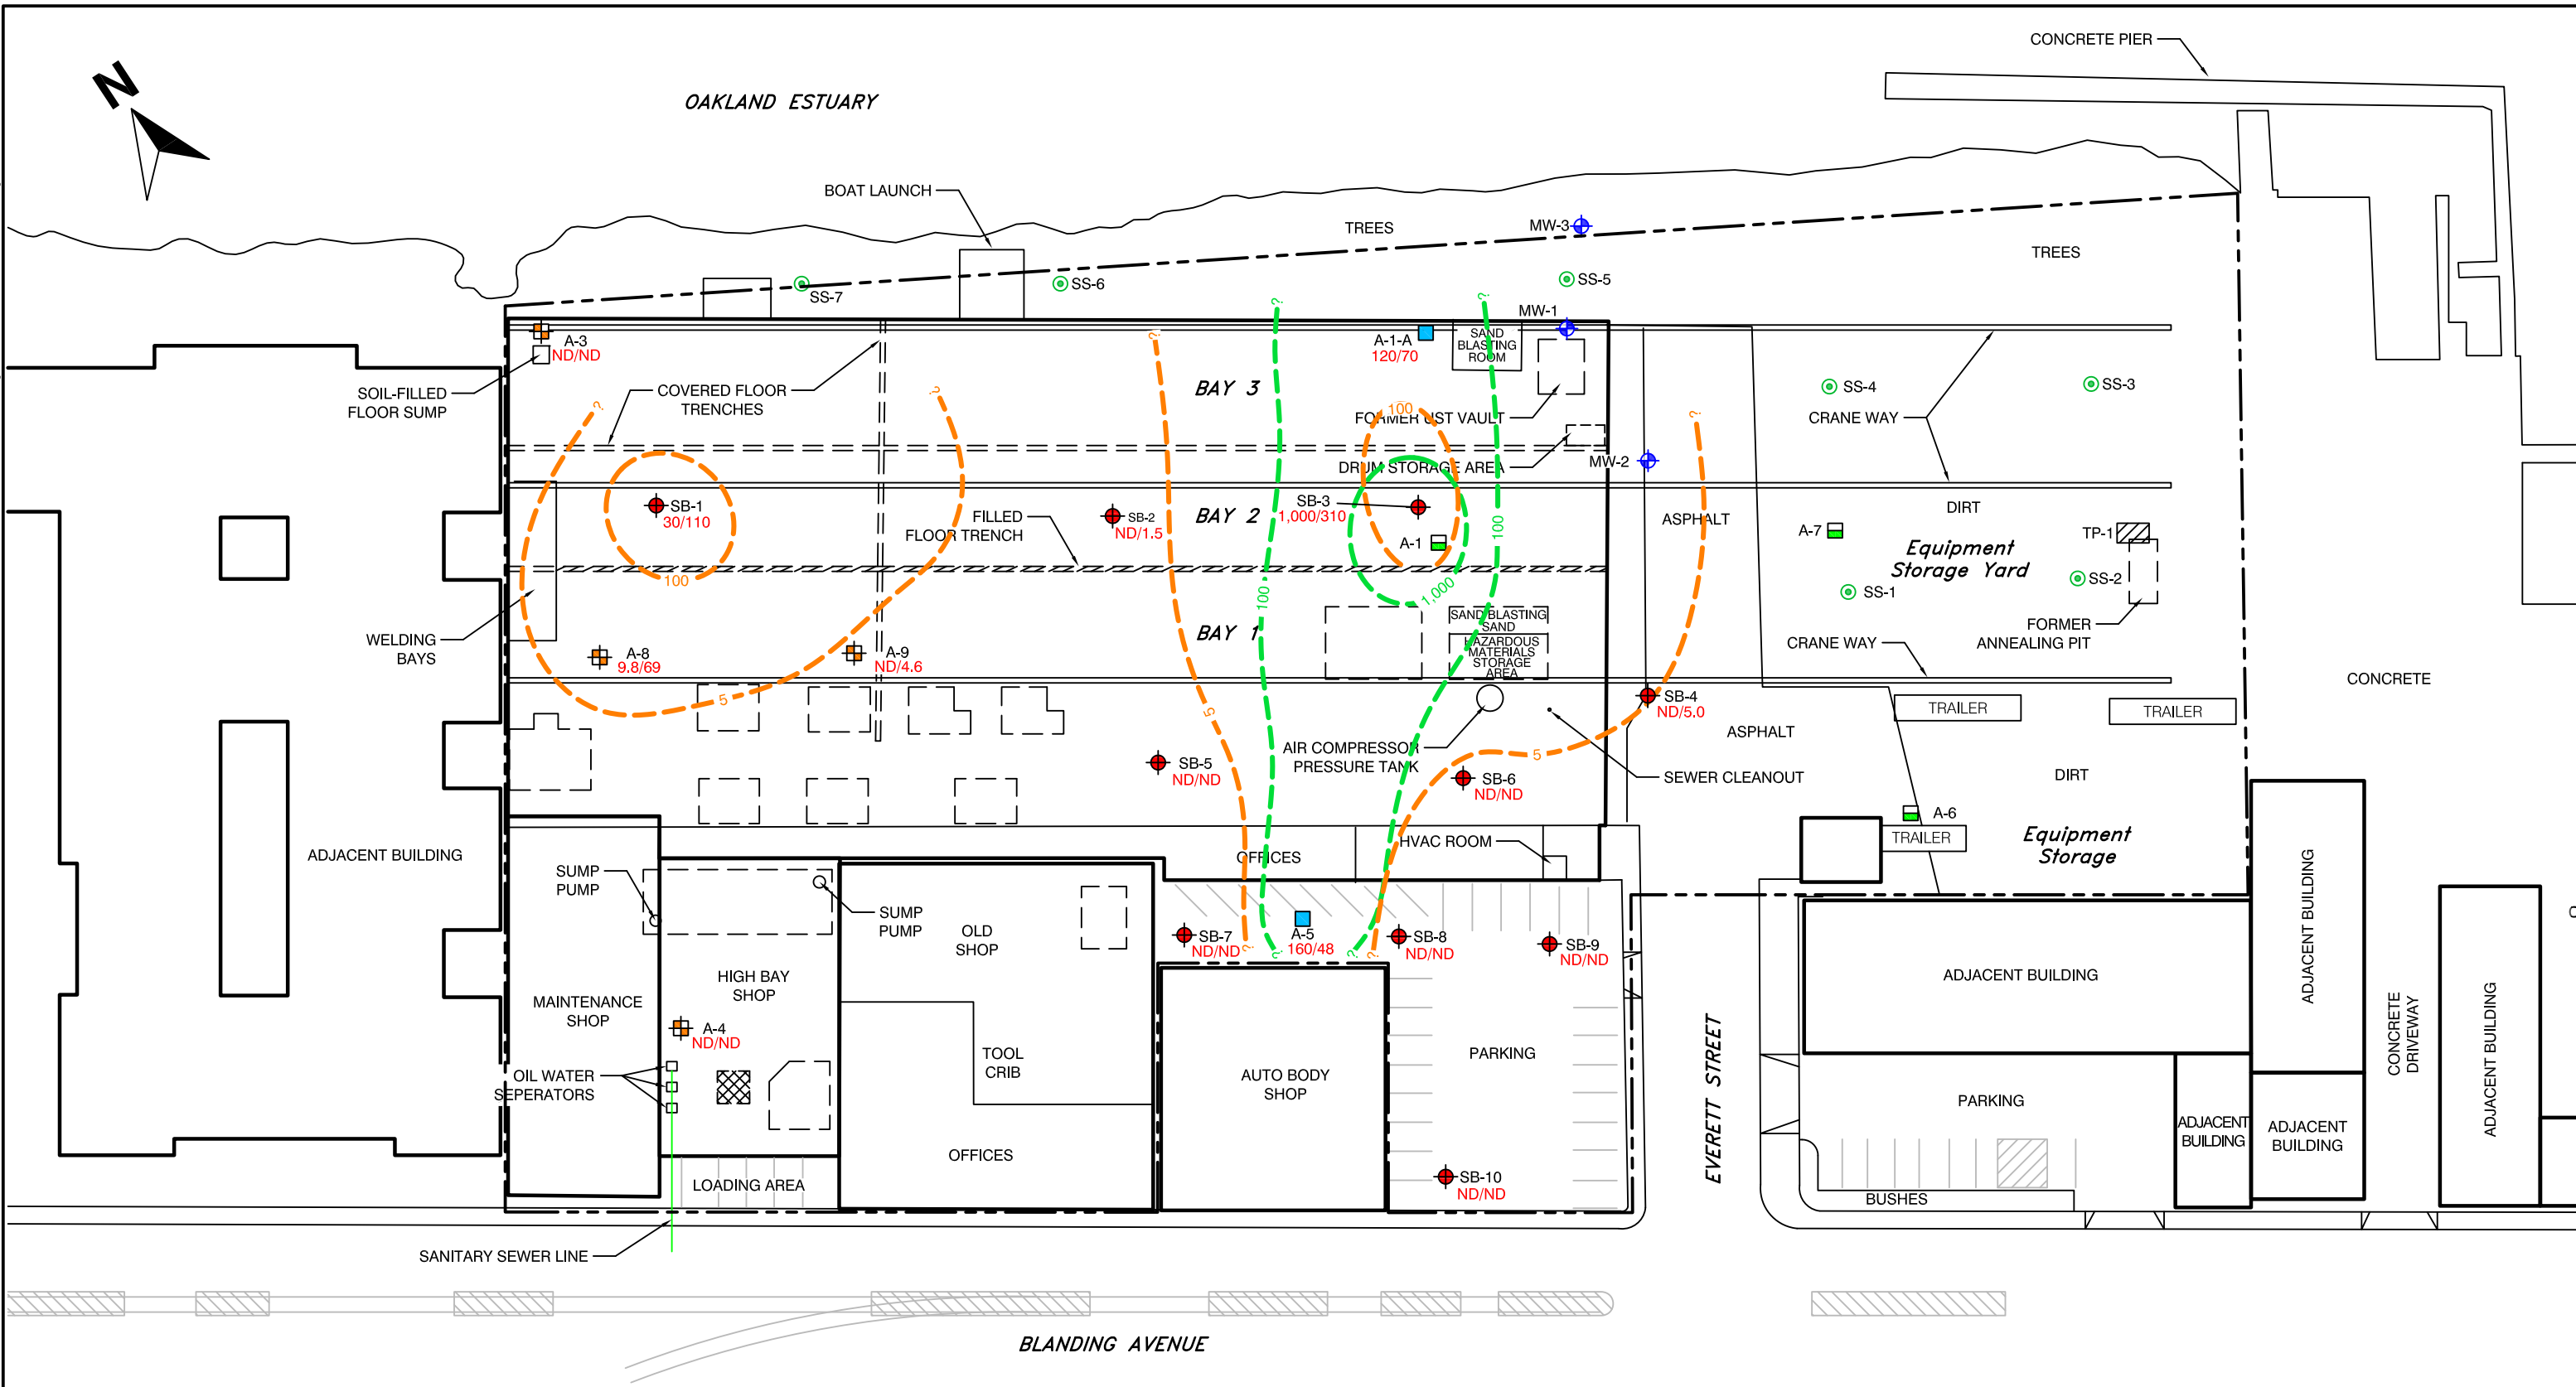 CONCRETE PIER
N
OAKLAND ESTUARY
BOAT LAUNCH
TREES
MW-3
TREES
SS-7
SS-6
SS-5
MW-1
A-3
ND/ND
SOIL-FILLED
FLOOR SUMP
COVERED FLOOR
TRENCHES
BAY 3
A-1-A
120/70
SAND
BLASTING
ROOM
FORMER UST VAULT
SS-4
SS-3
CRANE WAY
?
?
?
?
?
?
100
DRUM STORAGE AREA
MW-2
SB-1
30/110
100
FILLED
FLOOR TRENCH
SB-2
ND/1.5
BAY 2
SB-3
1,000/310
A-1
100
100
1,000
ASPHALT
DIRT
A-7
TP-1
Equipment
Storage Yard
SS-1
SS-2
FORMER
ANNEALING PIT
CRANE WAY
WELDING
BAYS
A-8
9.8/69
A-9
ND/4.6
5
BAY 1
SAND BLASTING
SAND
HAZARDOUS
MATERIALS
STORAGE
AREA
SB-4
ND/5.0
CONCRETE
TRAILER
TRAILER
5
5
ASPHALT
AIR COMPRESSOR
PRESSURE TANK
SEWER CLEANOUT
DIRT
SB-5
ND/ND
SB-6
ND/ND
A-6
TRAILER
Equipment
Storage
ADJACENT BUILDING
SUMP
PUMP
OFFICES
HVAC ROOM
SUMP
PUMP
OLD
SHOP
SB-7
ND/ND
?
?
A-5
160/48
?
?
SB-8
ND/ND
SB-9
ND/ND
HIGH BAY
SHOP
MAINTENANCE
SHOP
A-4
ND/ND
TOOL
CRIB
OIL WATER
SEPERATORS
AUTO BODY
SHOP
PARKING
EVERETT STREET
ADJACENT BUILDING
ADJACENT BUILDING
CONCRETE
DRIVEWAY
ADJACENT BUILDING
PARKING
ADJACENT
BUILDING
ADJACENT
BUILDING
OFFICES
LOADING AREA
SB-10
ND/ND
BUSHES
SANITARY SEWER LINE
BLANDING AVENUE